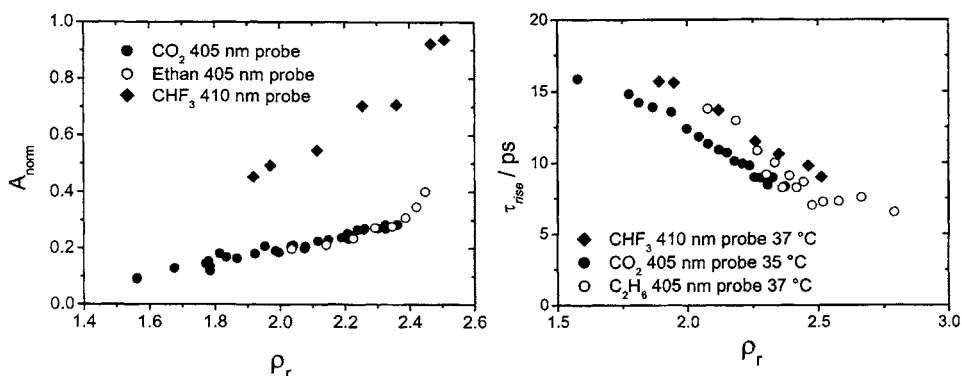 1.0
0.8
0.6
0.4
0.2
0.0
A_norm
CO₂ 405 nm probe
Ethan 405 nm probe
CHF₃ 410 nm probe
1.4 1.6 1.8 2.0 2.2 2.4 2.6
ρ_r
20
15
10
5
0
τ_rise / ps
CHF₃ 410 nm probe 37 °C
CO₂ 405 nm probe 35 °C
C₂H₆ 405 nm probe 37 °C
1.5 2.0 2.5 3.0
ρ_r